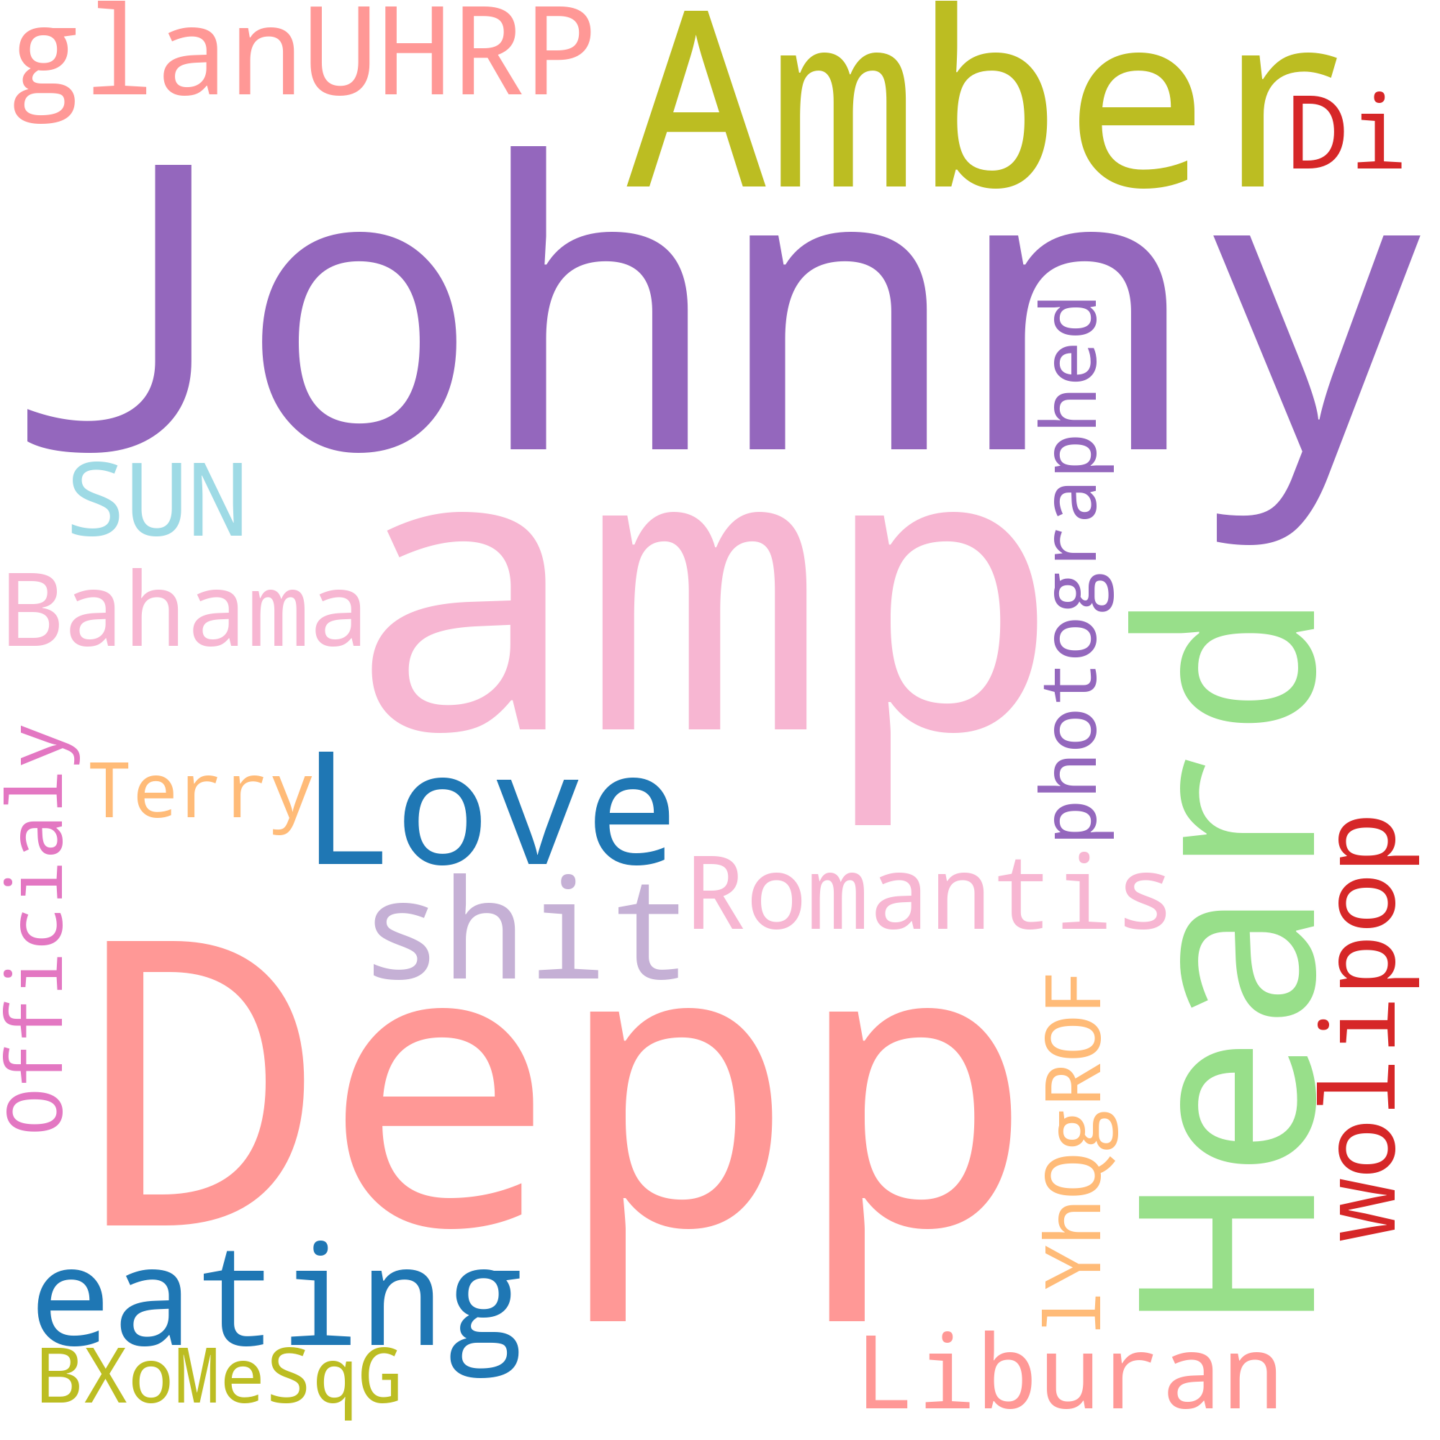 glanUHRP
Amber
Di
Johnny
photographed
SUN
amp
Bahama
Heard
Officialy
Terry
Love
wolipop
shit
Romantis
Depp
lYhQgROF
eating
BXoMeSqG
Liburan